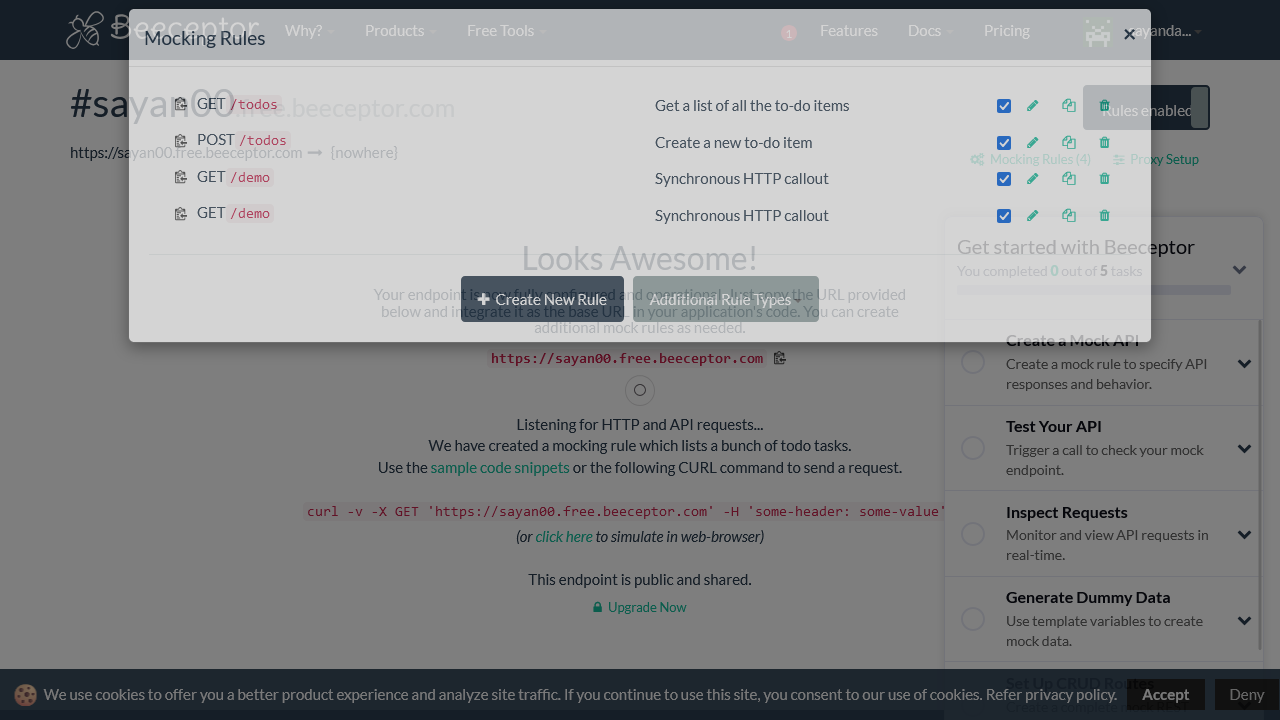 Beeceptor
Why?
Products
Free Tools
1
Features
Docs
Pricing
ayanda...
Mocking Rules
×
#sayan00.free.beeceptor.com
Rules enabled
https://sayan00.free.beeceptor.com → {nowhere}
Mocking Rules (4)
Proxy Setup
GET /todos
Get a list of all the to-do items
POST /todos
Create a new to-do item
GET /demo
Synchronous HTTP callout
GET /demo
Synchronous HTTP callout
Create New Rule
Additional Rule Types
Looks Awesome!
Your endpoint is now fully configured and operational. Just copy the URL provided
below and integrate it as the base URL in your application's code. You can create
additional mock rules as needed.
https://sayan00.free.beeceptor.com
Listening for HTTP and API requests...
We have created a mocking rule which lists a bunch of todo tasks.
Use the sample code snippets or the following CURL command to send a request.
curl -v -X GET 'https://sayan00.free.beeceptor.com' -H 'some-header: some-value'
(or click here to simulate in web-browser)
This endpoint is public and shared.
Upgrade Now
Get started with Beeceptor
You completed 0 out of 5 tasks
Create a Mock API
Create a mock rule to specify API
responses and behavior.
Test Your API
Trigger a call to check your mock
endpoint.
Inspect Requests
Monitor and view API requests in
real-time.
Generate Dummy Data
Use template variables to create
mock data.
Set Up CRUD Routes
We use cookies to offer you a better product experience and analyze site traffic. If you continue to use this site, you consent to our use of cookies. Refer privacy policy.
Accept
Deny